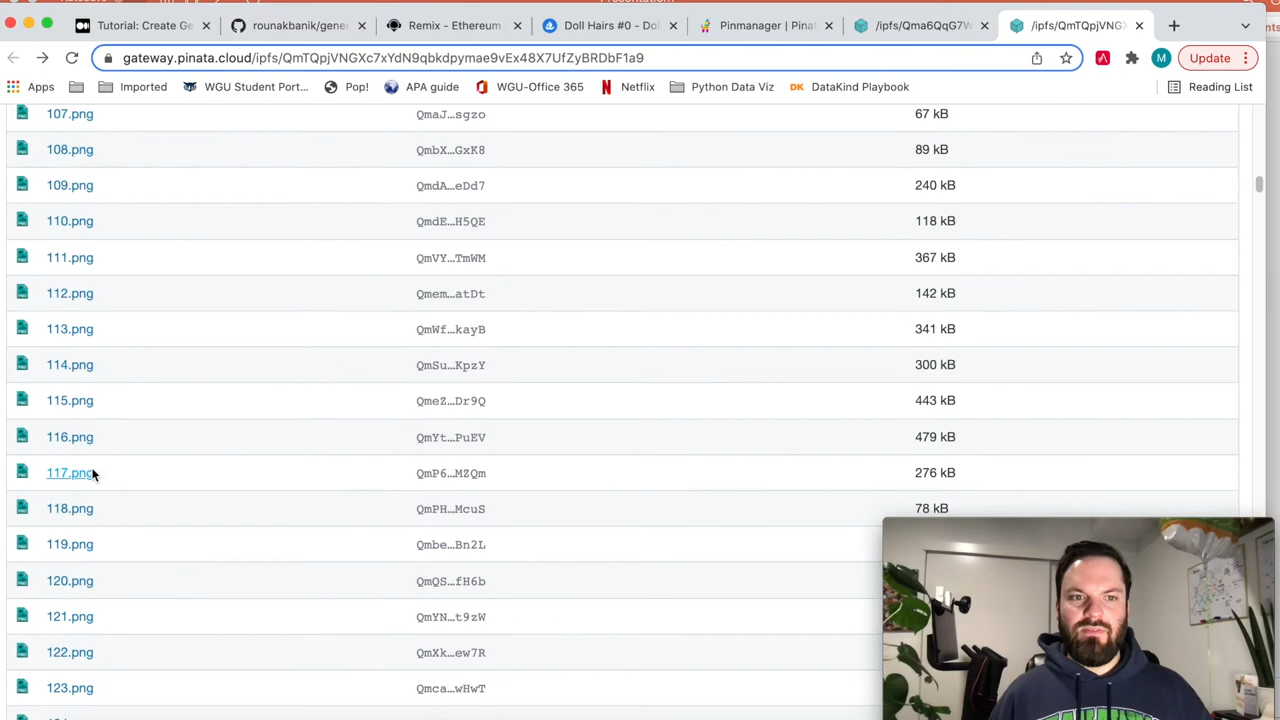 Presentation
Tutorial: Create Ge
rounakbanik/gener
Remix - Ethereum
Doll Hairs #0 - Dol
Pinmanager | Pinat
/ipfs/Qma6QqG7W
/ipfs/QmTQpjVNGX
gateway.pinata.cloud/ipfs/QmTQpjVNGXc7xYdN9qbkdpymae9vEx48X7UfZyBRDbF1a9
M
Update
Apps
Imported
WGU Student Port...
Pop!
APA guide
WGU-Office 365
Netflix
Python Data Viz
DK DataKind Playbook
Reading List
107.png QmaJ…sgzo 67 kB
108.png QmbX…GxK8 89 kB
109.png QmdA…eDd7 240 kB
110.png QmdE…H5QE 118 kB
111.png QmVY…TmWM 367 kB
112.png Qmem…atDt 142 kB
113.png QmWf…kayB 341 kB
114.png QmSu…KpzY 300 kB
115.png QmeZ…Dr9Q 443 kB
116.png QmYt…PuEV 479 kB
117.png QmP6…MZQm 276 kB
118.png QmPH…McuS 78 kB
119.png Qmbe…Bn2L
120.png QmQS…fH6b
121.png QmYN…t9zW
122.png QmXk…ew7R
123.png Qmca…wHwT